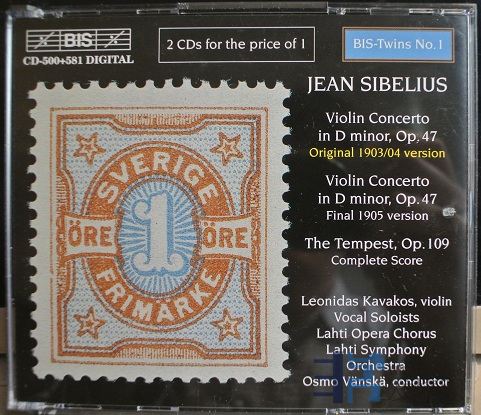 BIS
CD-500+581 DIGITAL
2 CDs for the price of 1
BIS-Twins No.1
JEAN SIBELIUS
Violin Concerto
in D minor, Op. 47
Original 1903/04 version
Violin Concerto
in D minor, Op. 47
Final 1905 version
The Tempest, Op. 109
Complete Score
Leonidas Kavakos, violin
Vocal Soloists
Lahti Opera Chorus
Lahti Symphony
Orchestra
Osmo Vänskä, conductor
SVERIGE
ÖRE 1 ÖRE
FRIMÄRKE